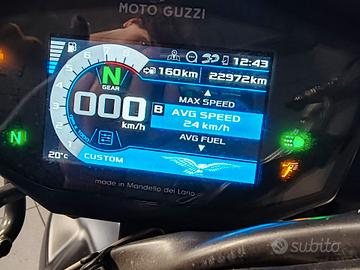 MOTO GUZZI
12:43
N
GEAR
160km
22972km
000
km/h
B
MAX SPEED
AVG SPEED
24 km/h
AVG FUEL
N
20°c
CUSTOM
made in Mandello del Lario
subito